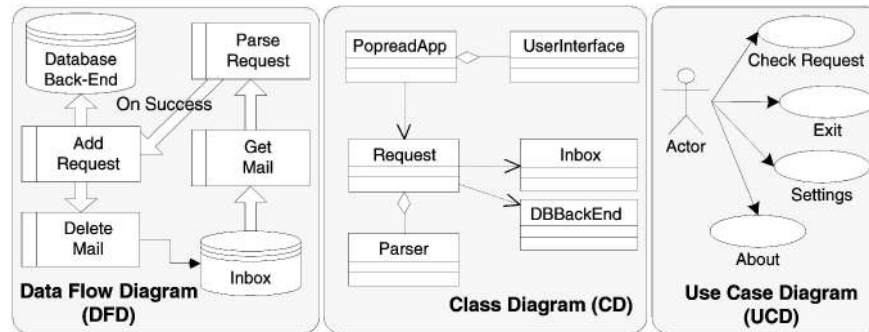 Database
Back-End
Parse
Request
On Success
Add
Request
Get
Mail
Delete
Mail
Inbox
Data Flow Diagram
(DFD)
PopreadApp
UserInterface
Request
Inbox
DBBackEnd
Parser
Class Diagram (CD)
Check Request
Actor
Exit
Settings
About
Use Case Diagram
(UCD)